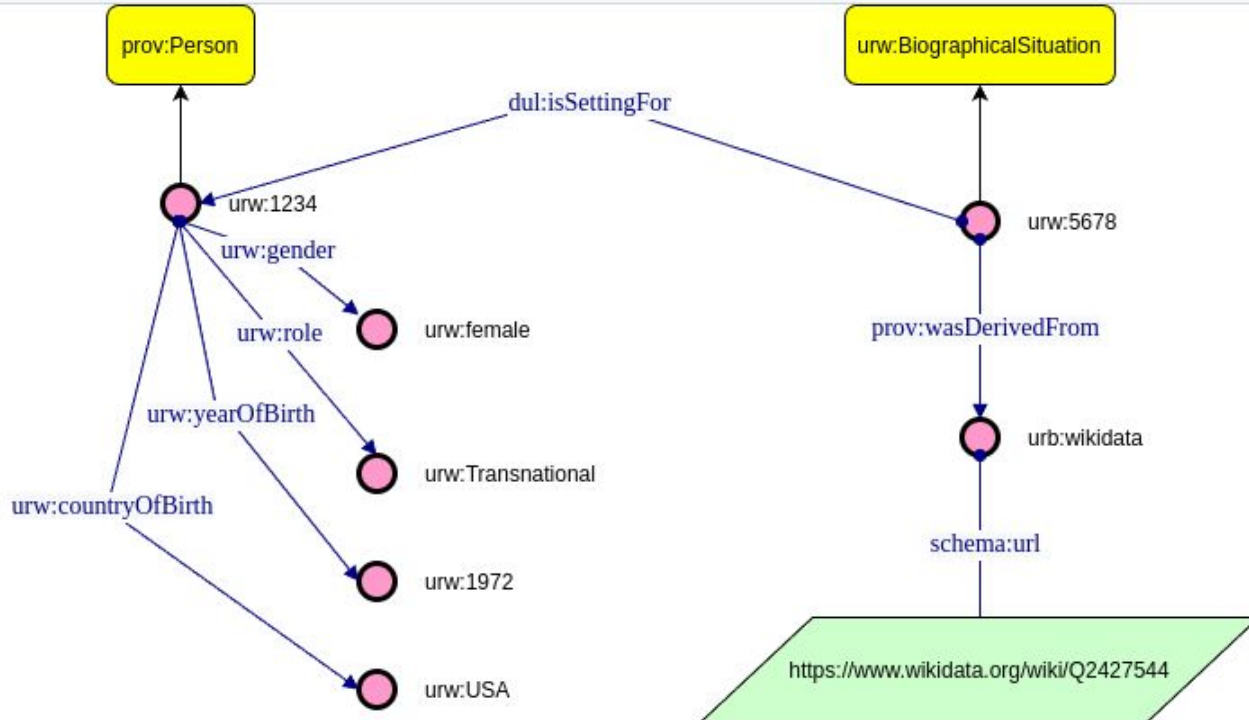 prov:Person
urw:BiographicalSituation
dul:isSettingFor
urw:1234
urw:5678
urw:gender
urw:female
urw:role
prov:wasDerivedFrom
urw:yearOfBirth
urb:wikidata
urw:Transnational
urw:countryOfBirth
schema:url
urw:1972
https://www.wikidata.org/wiki/Q2427544
urw:USA